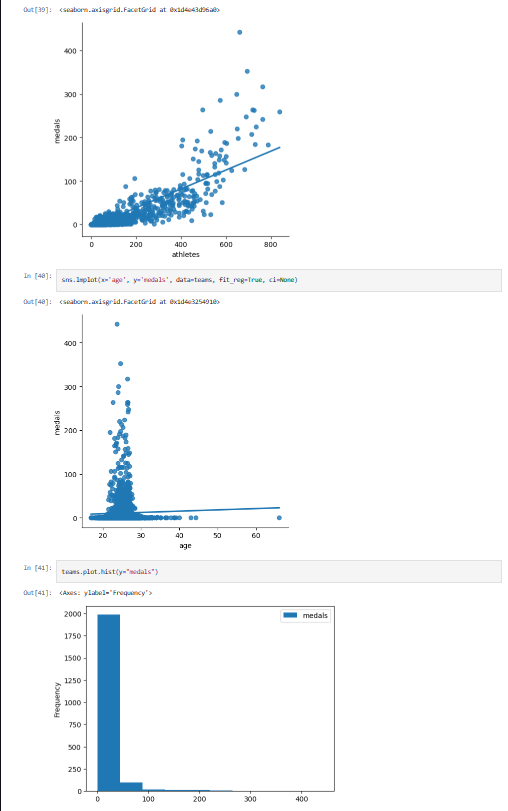 Out[39]: <seaborn.axisgrid.FacetGrid at 0x1d4e43d96a0>
400
300
200
100
0
medals
0 200 400 600 800
athletes
In [40]: sns.lmplot(x='age', y='medals', data=teams, fit_reg=True, ci=None)
Out[40]: <seaborn.axisgrid.FacetGrid at 0x1d4e3254910>
400
300
200
100
0
medals
20 30 40 50 60
age
In [41]: teams.plot.hist(y="medals")
Out[41]: <Axes: ylabel='Frequency'>
medals
2000
1750
1500
1250
1000
750
500
250
0
Frequency
0 100 200 300 400